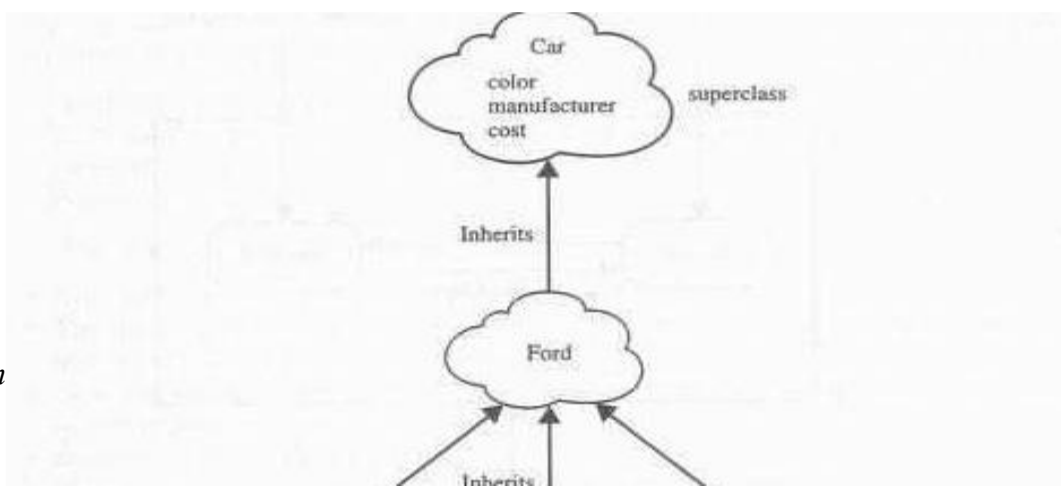 Car
color
manufacturer
cost
superclass
Inherits
Ford
Inherits